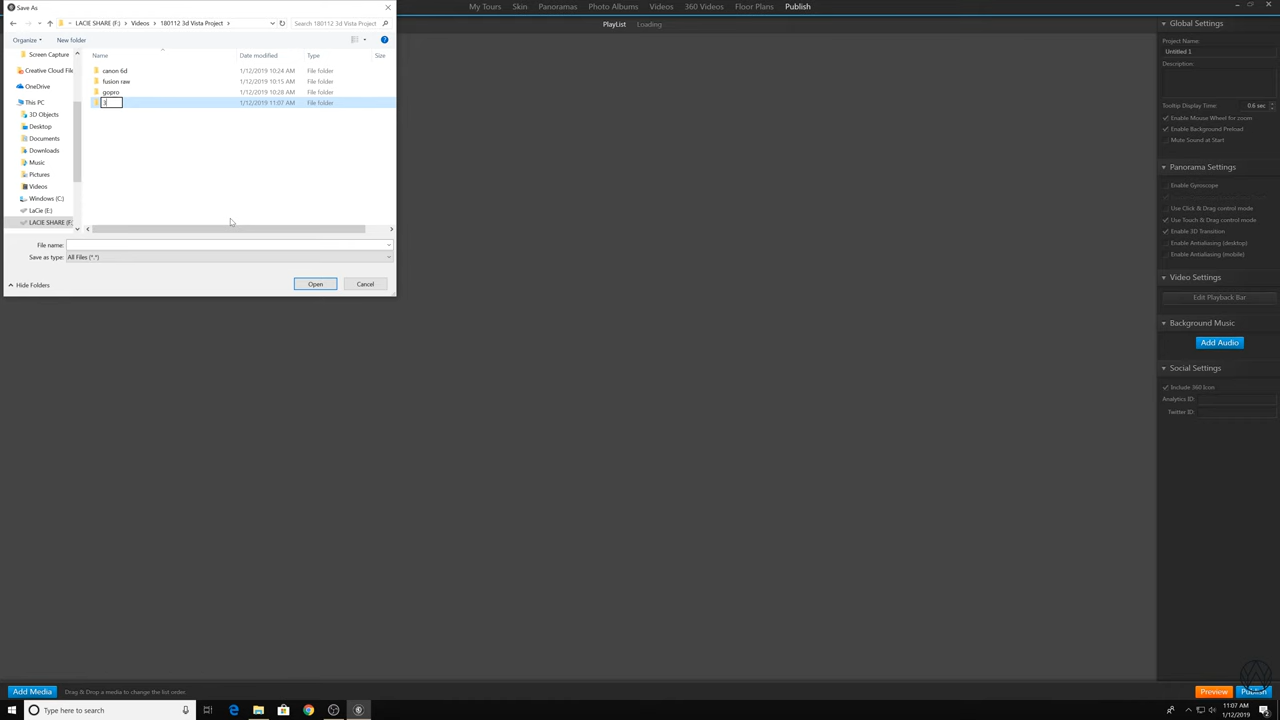 Save As
LACIE SHARE (F:) > Videos > 180112 3d Vista Project >
Search 180112 3d Vista Project
Organize
New folder
Name
Date modified
Type
Size
Screen Capture
Creative Cloud File
OneDrive
This PC
3D Objects
Desktop
Documents
Downloads
Music
Pictures
Videos
Windows (C:)
LaCie (E:)
LACIE SHARE (F:
canon 6d 1/12/2019 10:24 AM File folder
fusion raw 1/12/2019 10:15 AM File folder
gopro 1/12/2019 10:28 AM File folder
3 1/12/2019 11:07 AM File folder
File name:
Save as type: All Files (*.*)
Hide Folders
Open
Cancel
My Tours Skin Panoramas Photo Albums Videos 360 Videos Floor Plans Publish
PlayList Loading
Global Settings
Project Name:
Untitled 1
Description:
Tooltip Display Time: 0.6 sec
Enable Mouse Wheel for zoom
Enable Background Preload
Mute Sound at Start
Panorama Settings
Enable Gyroscope
Use Click & Drag control mode
Use Touch & Drag control mode
Enable 3D Transition
Enable Antialiasing (desktop)
Enable Antialiasing (mobile)
Video Settings
Edit Playback Bar
Background Music
Add Audio
Social Settings
Include 360 Icon
Analytics ID:
Twitter ID:
Add Media
Drag & Drop a media to change the list order.
Preview
Publish
Type here to search
11:07 AM
1/12/2019